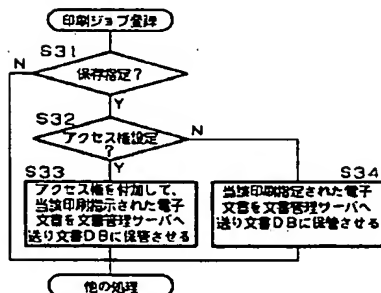 印刷ジョブ登録
S31
N
保存指定?
S32
Y
アクセス権設定
?
N
S33
Y
S34
アクセス権を付加して、
当該印刷指示された電子
文書を文書管理サーバへ
送り文書DBに保管させる
当該印刷指定された電子
文書を文書管理サーバへ
送り文書DBに保管させる
他の処理